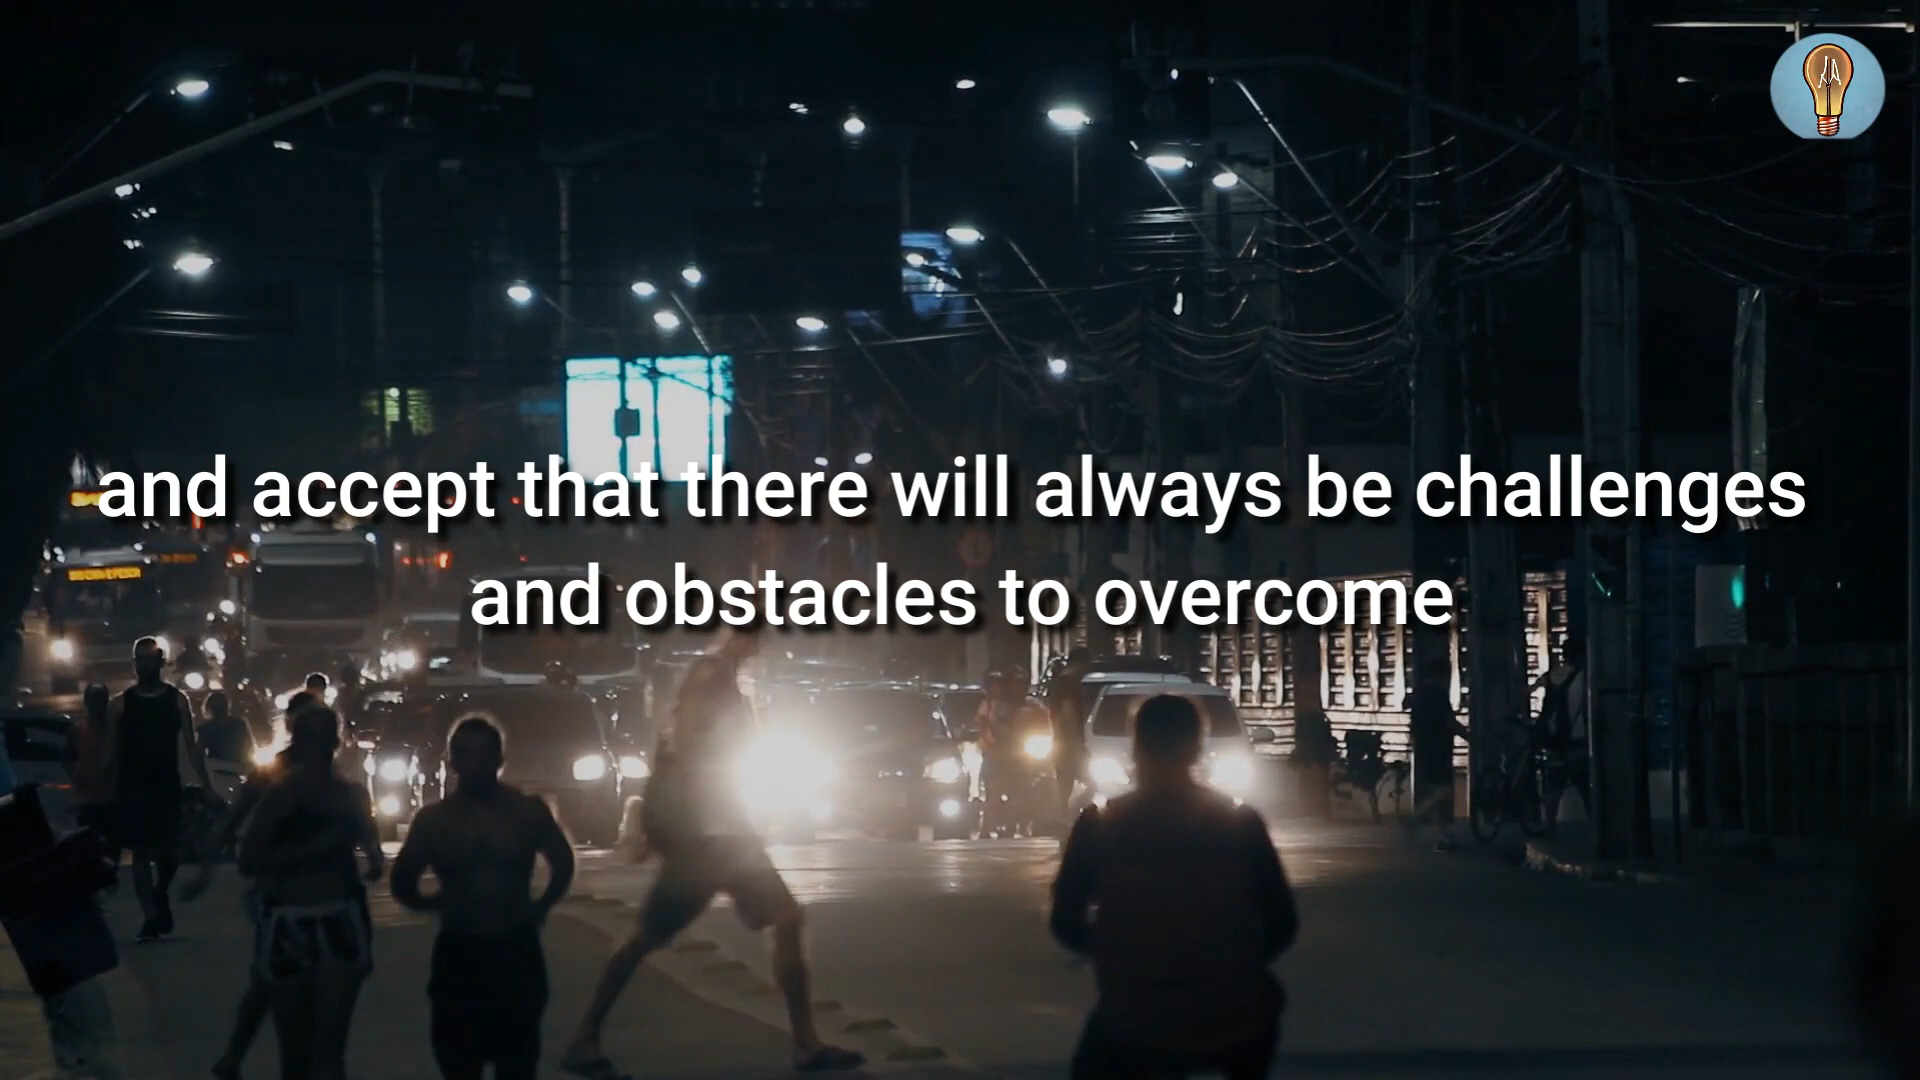 and accept that there will always be challenges
and obstacles to overcome